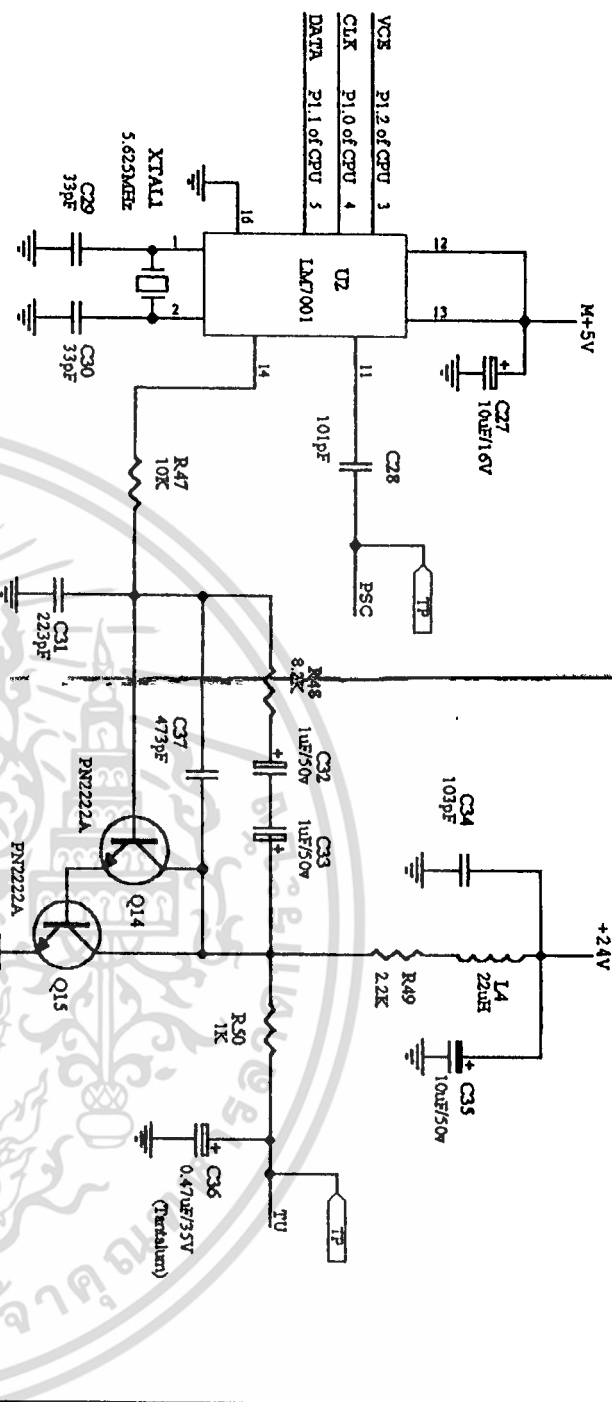 VCE P1.2 of CPU 3
CLK P1.0 of CPU 4
DATA P1.1 of CPU 5
16
XTAL1
5.625MHz
1
2
C29
33pF
C30
33pF
U2
LM7001
12
13
M+5V
C27
10uF/16V
11
14
C28
101pF
TP
PSC
R47
10K
C31
223pF
R48
8.2K
C37
473pF
C32
1uF/50v
C33
1uF/50v
PN2222A
Q14
PN2222A
Q15
+24V
C34
103pF
L4
22uH
C35
10uF/50v
R49
2.2K
R50
1K
C36
0.47uF/35V
(Tantalum)
TP
TU